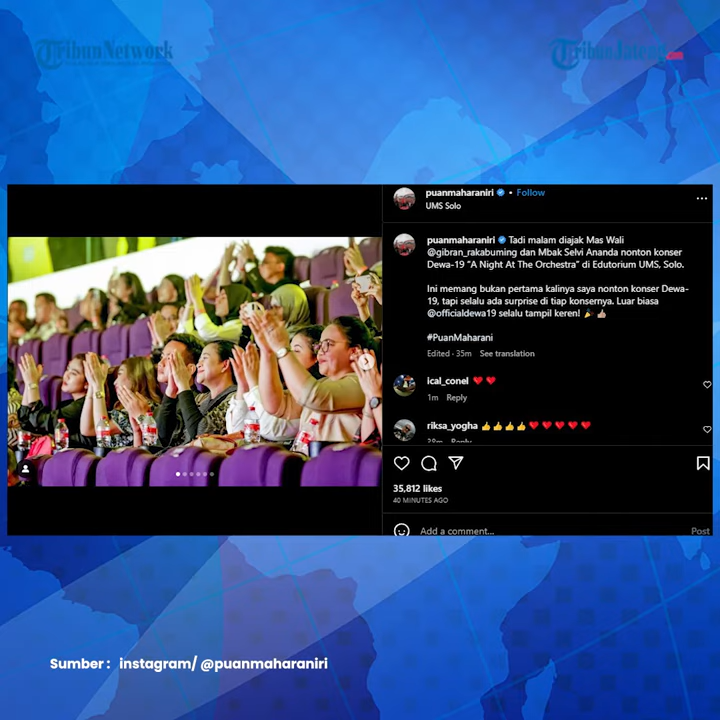 TribunNetwork
TribunJateng
puanmaharaniri • Follow
UMS Solo
puanmaharaniri Tadi malam diajak Mas Wali
@gibran_rakabuming dan Mbak Selvi Ananda nonton konser
Dewa-19 "A Night At The Orchestra" di Edutorium UMS, Solo.
Ini memang bukan pertama kalinya saya nonton konser Dewa-
19, tapi selalu ada surprise di tiap konsernya. Luar biasa
@officialdewa19 selalu tampil keren! 🎉 👍🏼
#PuanMaharani
Edited · 35m See translation
ical_conel ❤️ ❤️
1m Reply
riksa_yogha 👍👍👍👍❤️❤️❤️❤️❤️
38m Reply
35,812 likes
40 MINUTES AGO
Add a comment... Post
Sumber : instagram/ @puanmaharaniri